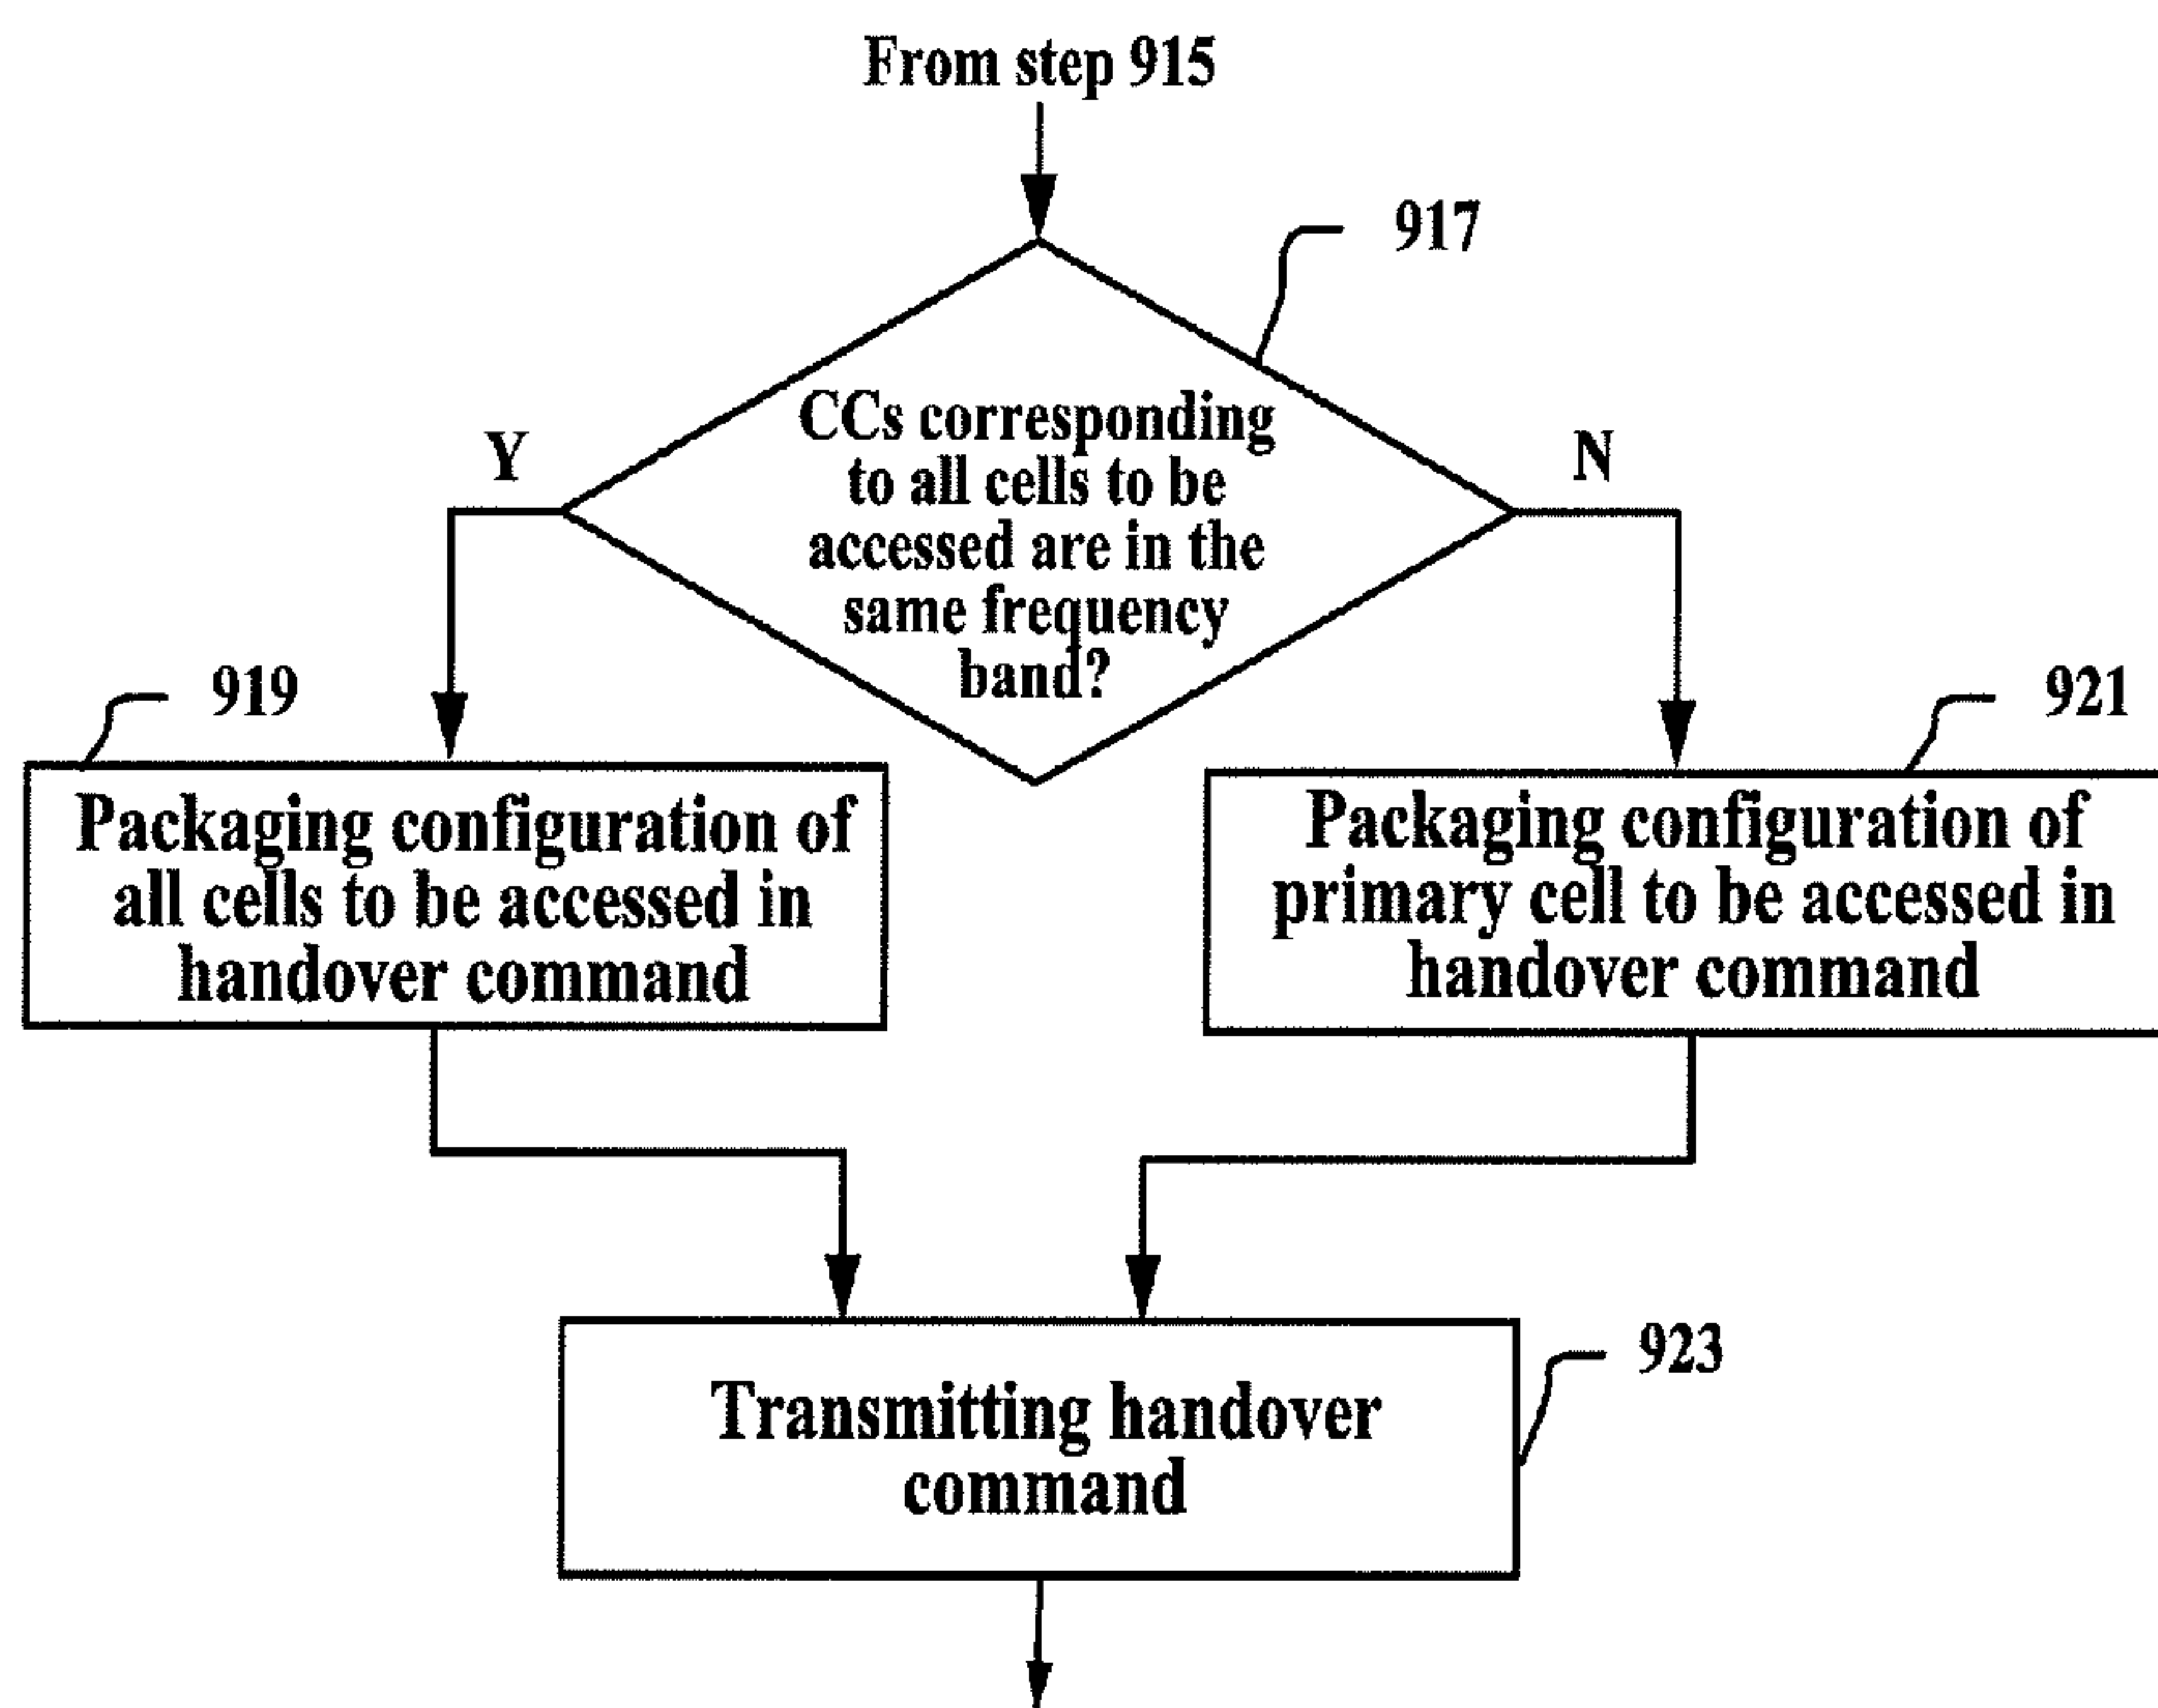 From step 915
917
CCs corresponding
to all cells to be
accessed are in the
same frequency
band?
Y
N
919
Packaging configuration of
all cells to be accessed in
handover command
921
Packaging configuration of
primary cell to be accessed in
handover command
923
Transmitting handover
command